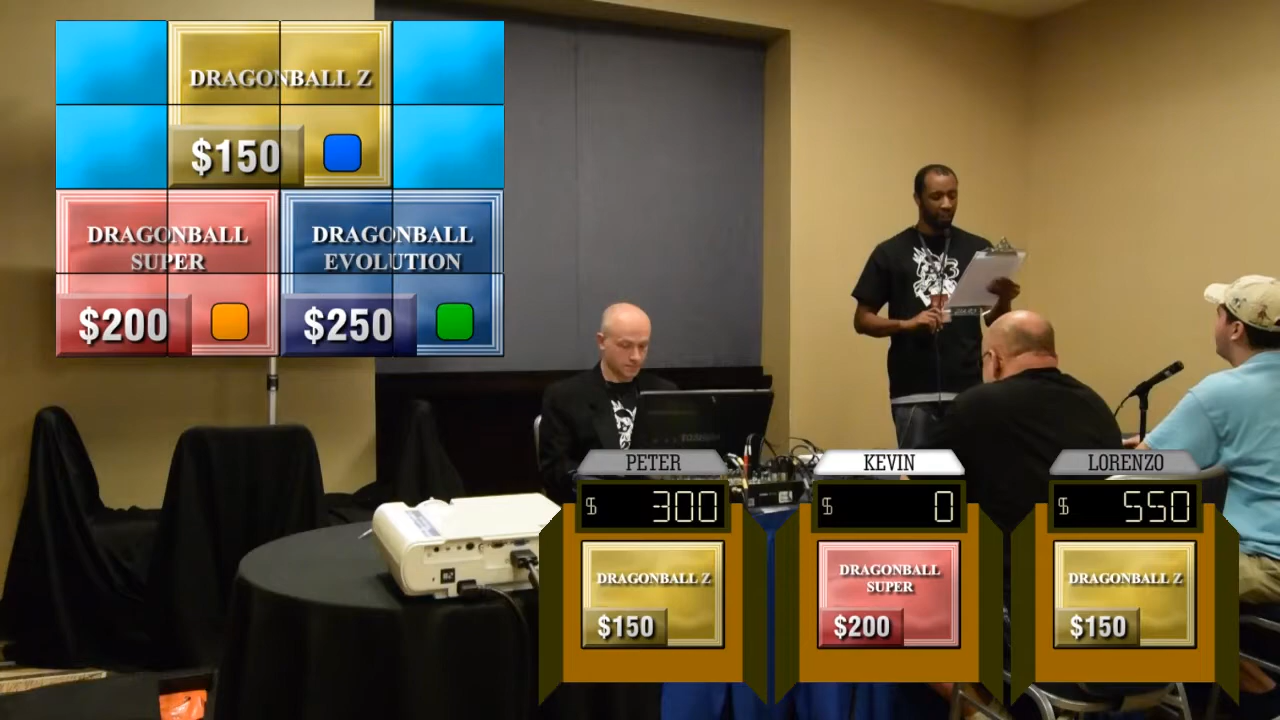 DRAGONBALL Z
$150
DRAGONBALL
SUPER
$200
DRAGONBALL
EVOLUTION
$250
PETER
$ 300
DRAGONBALL Z
$150
KEVIN
$ 0
DRAGONBALL
SUPER
$200
LORENZO
$ 550
DRAGONBALL Z
$150